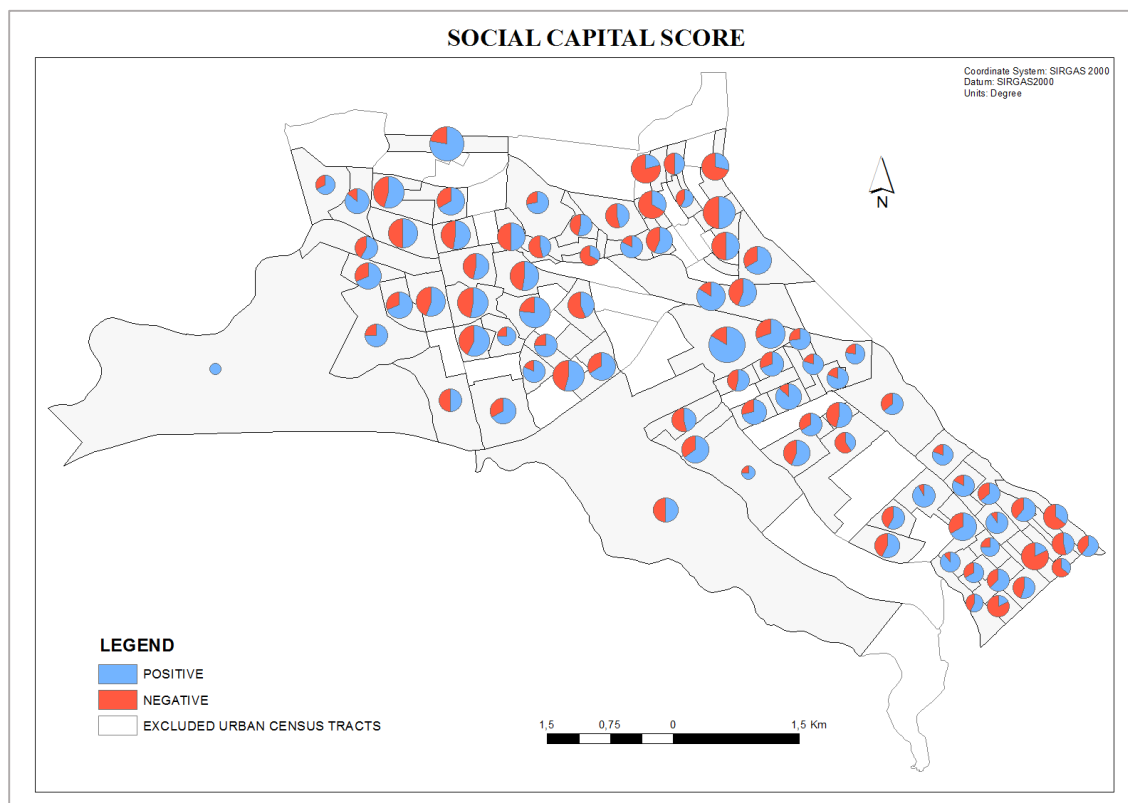 SOCIAL CAPITAL SCORE
Coordinate System: SIRGAS 2000
Datum: SIRGAS2000
Units: Degree
N
LEGEND
POSITIVE
NEGATIVE
EXCLUDED URBAN CENSUS TRACTS
1,5 0,75 0 1,5 Km